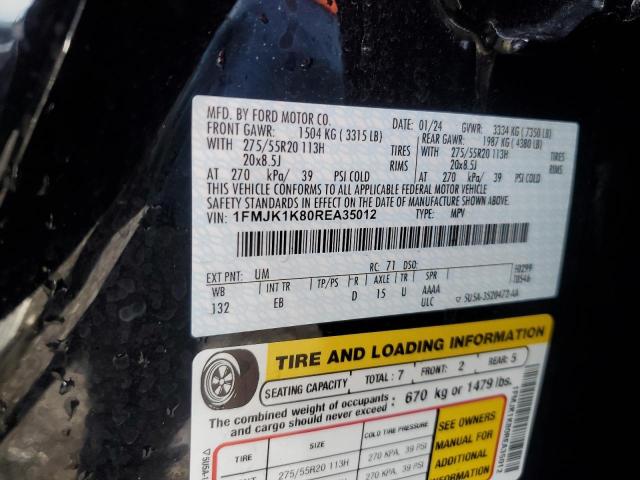 MFD. BY FORD MOTOR CO.
DATE: 01/24 GVWR: 3334 KG ( 7350 LB)
FRONT GAWR: 1504 KG ( 3315 LB) REAR GAWR: 1987 KG ( 4380 LB)
WITH 275/55R20 113H TIRES WITH 275/55R20 113H TIRES
20x8.5J RIMS 20x8.5J RIMS
AT 270 kPa/ 39 PSI COLD AT 270 kPa/ 39 PSI COLD
THIS VEHICLE CONFORMS TO ALL APPLICABLE FEDERAL MOTOR VEHICLE
SAFETY STANDARDS IN EFFECT ON THE DATE OF MANUFACTURE SHOWN ABOVE.
VIN: 1FMJK1K80REA35012 TYPE: MPV
EXT PNT: UM RC: 71 DSO:
WB INT TR TP/PS R AXLE TR SPR
132 EB D 15 U AAAA
ULC 5U5A-3520472-AA
TIRE AND LOADING INFORMATION
SEATING CAPACITY TOTAL: 7 FRONT: 2 REAR: 5
The combined weight of occupants and cargo should never exceed: 670 kg or 1479 lbs.
TIRE SIZE COLD TIRE PRESSURE
275/55R20 113H 270 KPA, 39 PSI
SEE OWNERS
MANUAL FOR
ADDITIONAL
INFORMATION
1FMJK1K80REA35012